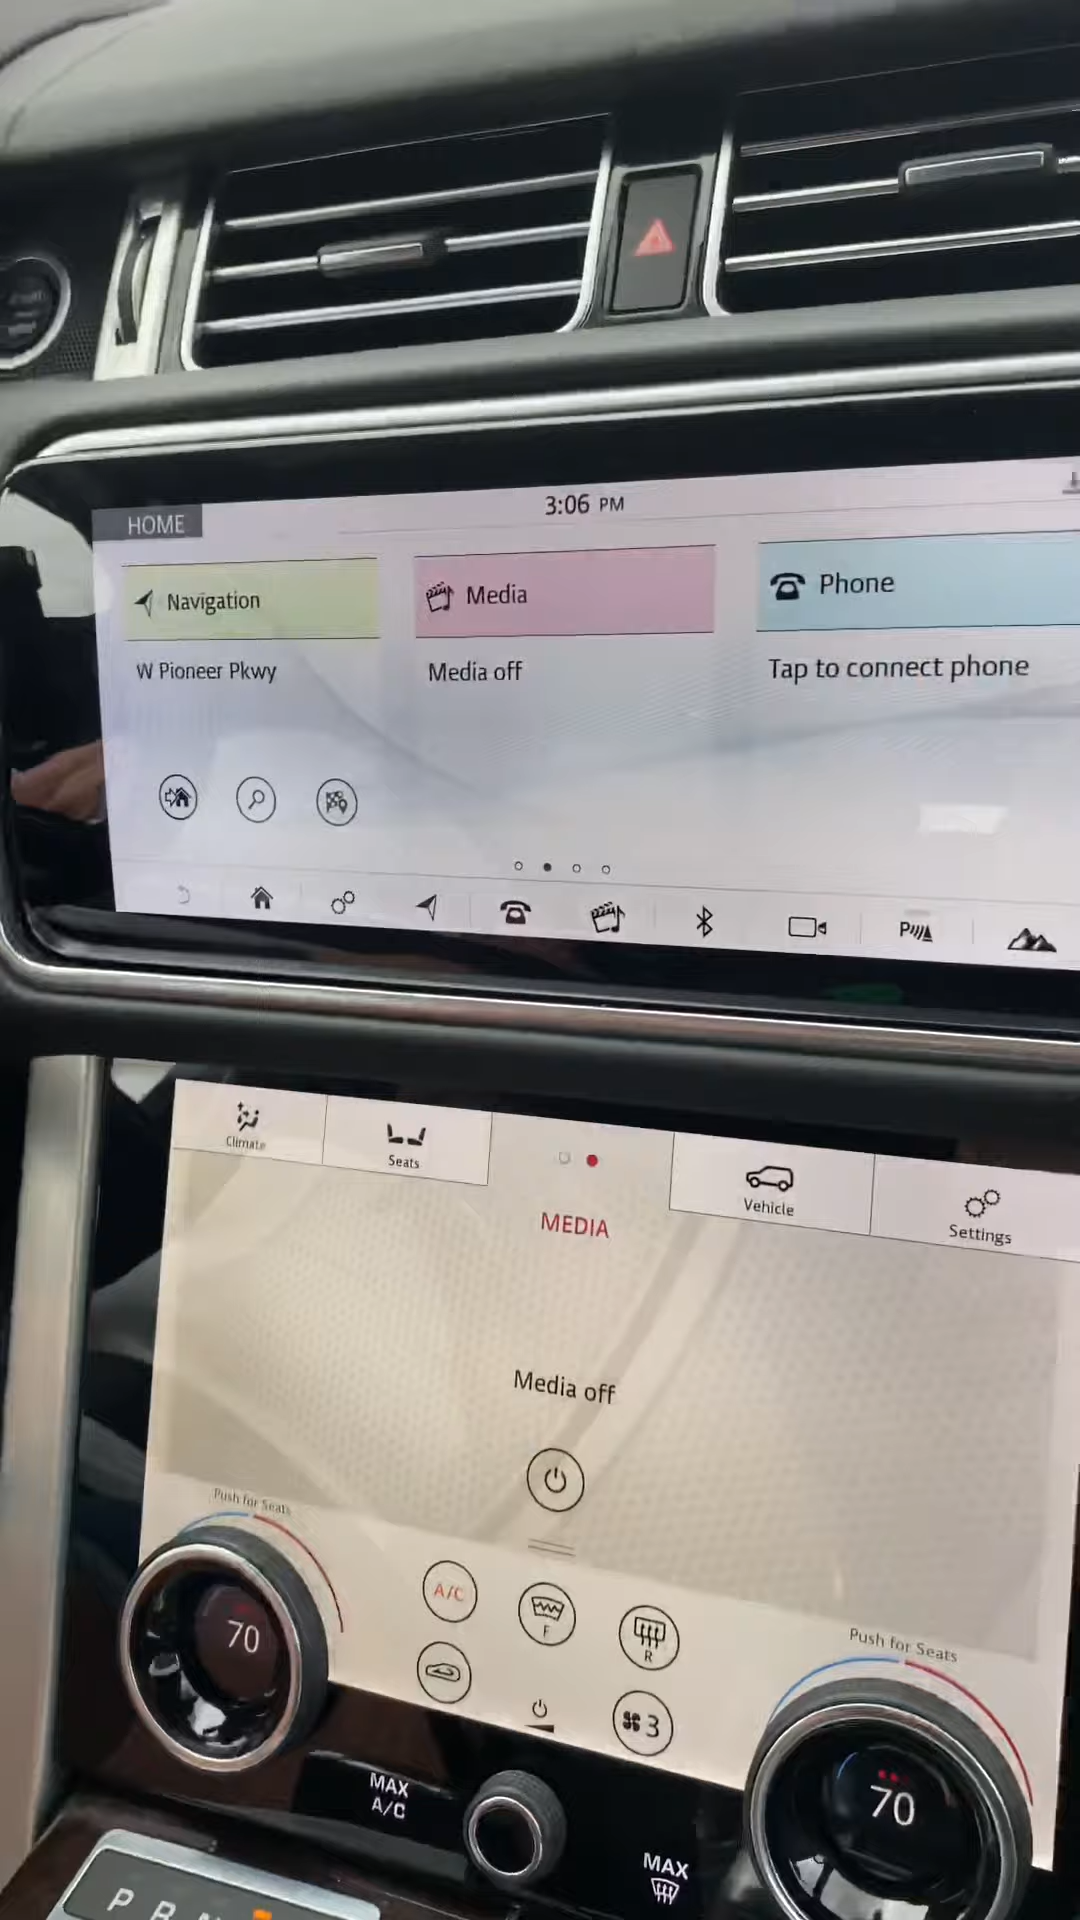 HOME
3:06 PM
Navigation
Media
Phone
W Pioneer Pkwy
Media off
Tap to connect phone
P
Climate
Seats
Vehicle
Settings
MEDIA
Media off
Push for Seats
A/C
F
R
Push for Seats
70
3
70
MAX
A/C
MAX
P R N